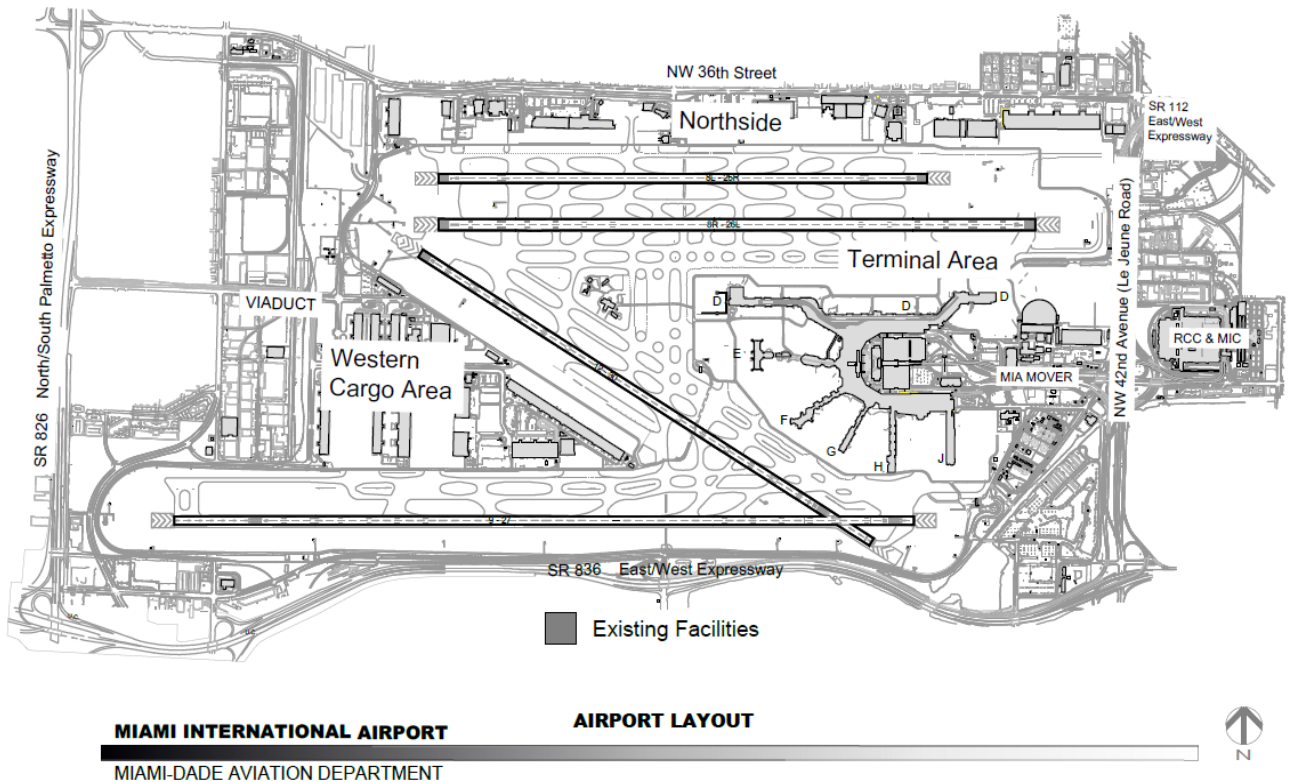 NW 36th Street
Northside
SR 112
East/West
Expressway
SR 826 North/South Palmetto Expressway
8L - 26R
8R - 26L
NW 42nd Avenue (Le Jeune Road)
Terminal Area
VIADUCT
D
D
D
RCC & MIC
Western
Cargo Area
E
MIA MOVER
F
G
H
J
9 - 27
SR 836 East/West Expressway
Existing Facilities
MIAMI INTERNATIONAL AIRPORT
AIRPORT LAYOUT
N
MIAMI-DADE AVIATION DEPARTMENT